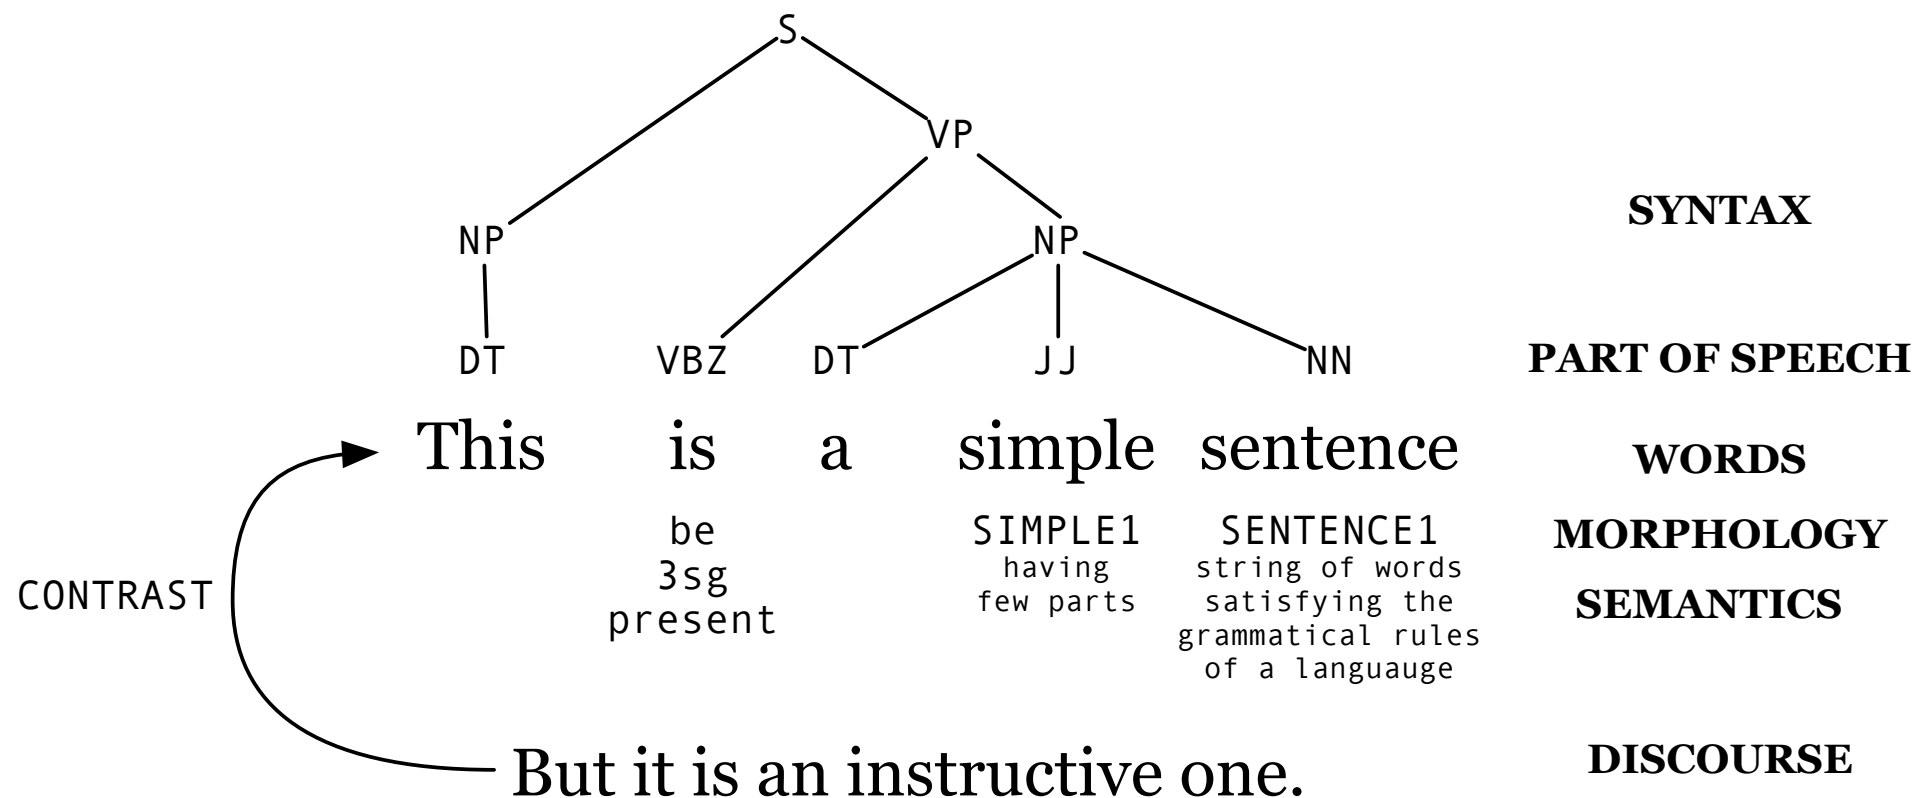 S
VP
SYNTAX
NP NP
DT VBZ DT JJ NN PART OF SPEECH
This is a simple sentence WORDS
be SIMPLE1 SENTENCE1 MORPHOLOGY
3sg having string of words
present few parts satisfying the SEMANTICS
CONTRAST grammatical rules
of a languauge
But it is an instructive one. DISCOURSE